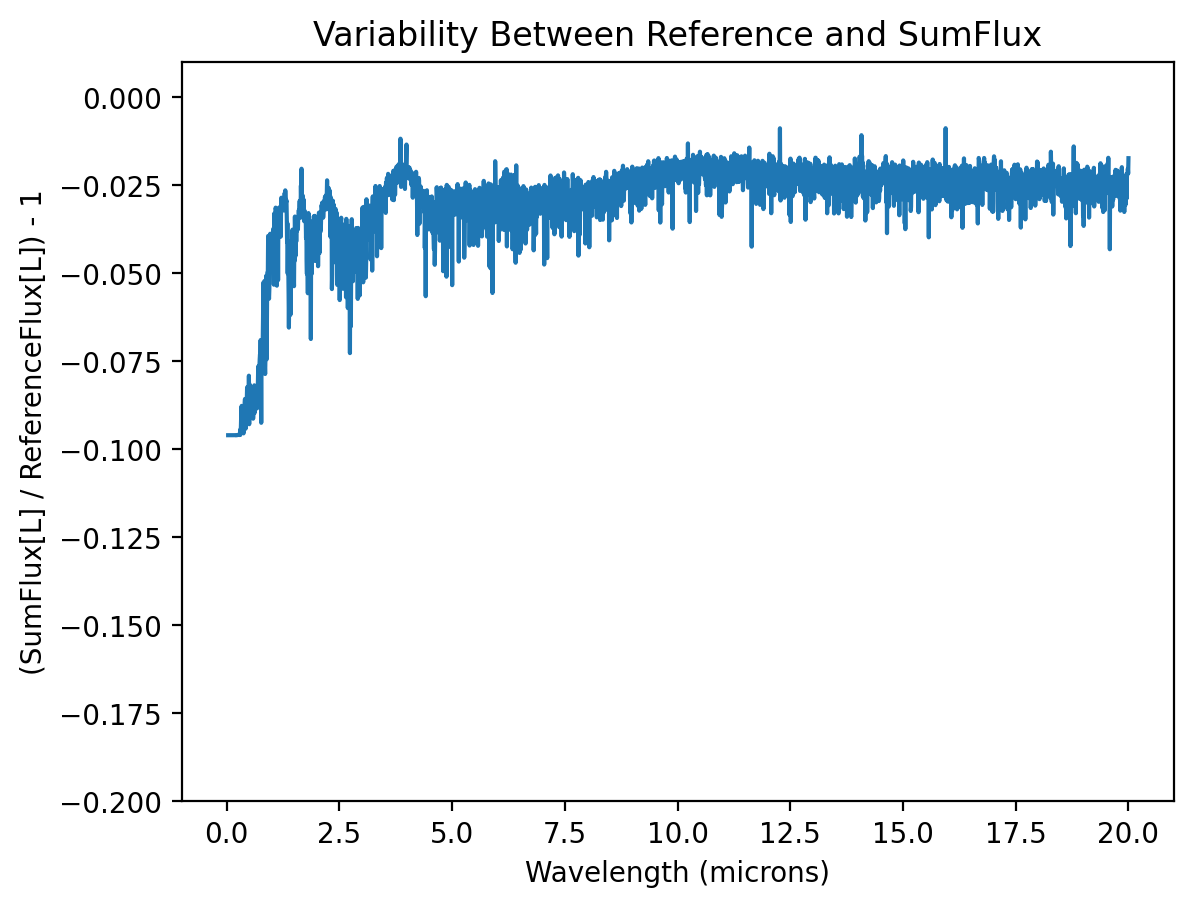 Variability Between Reference and SumFlux
(SumFlux[L] / ReferenceFlux[L]) - 1
0.000
−0.025
−0.050
−0.075
−0.100
−0.125
−0.150
−0.175
−0.200
0.0 2.5 5.0 7.5 10.0 12.5 15.0 17.5 20.0
Wavelength (microns)